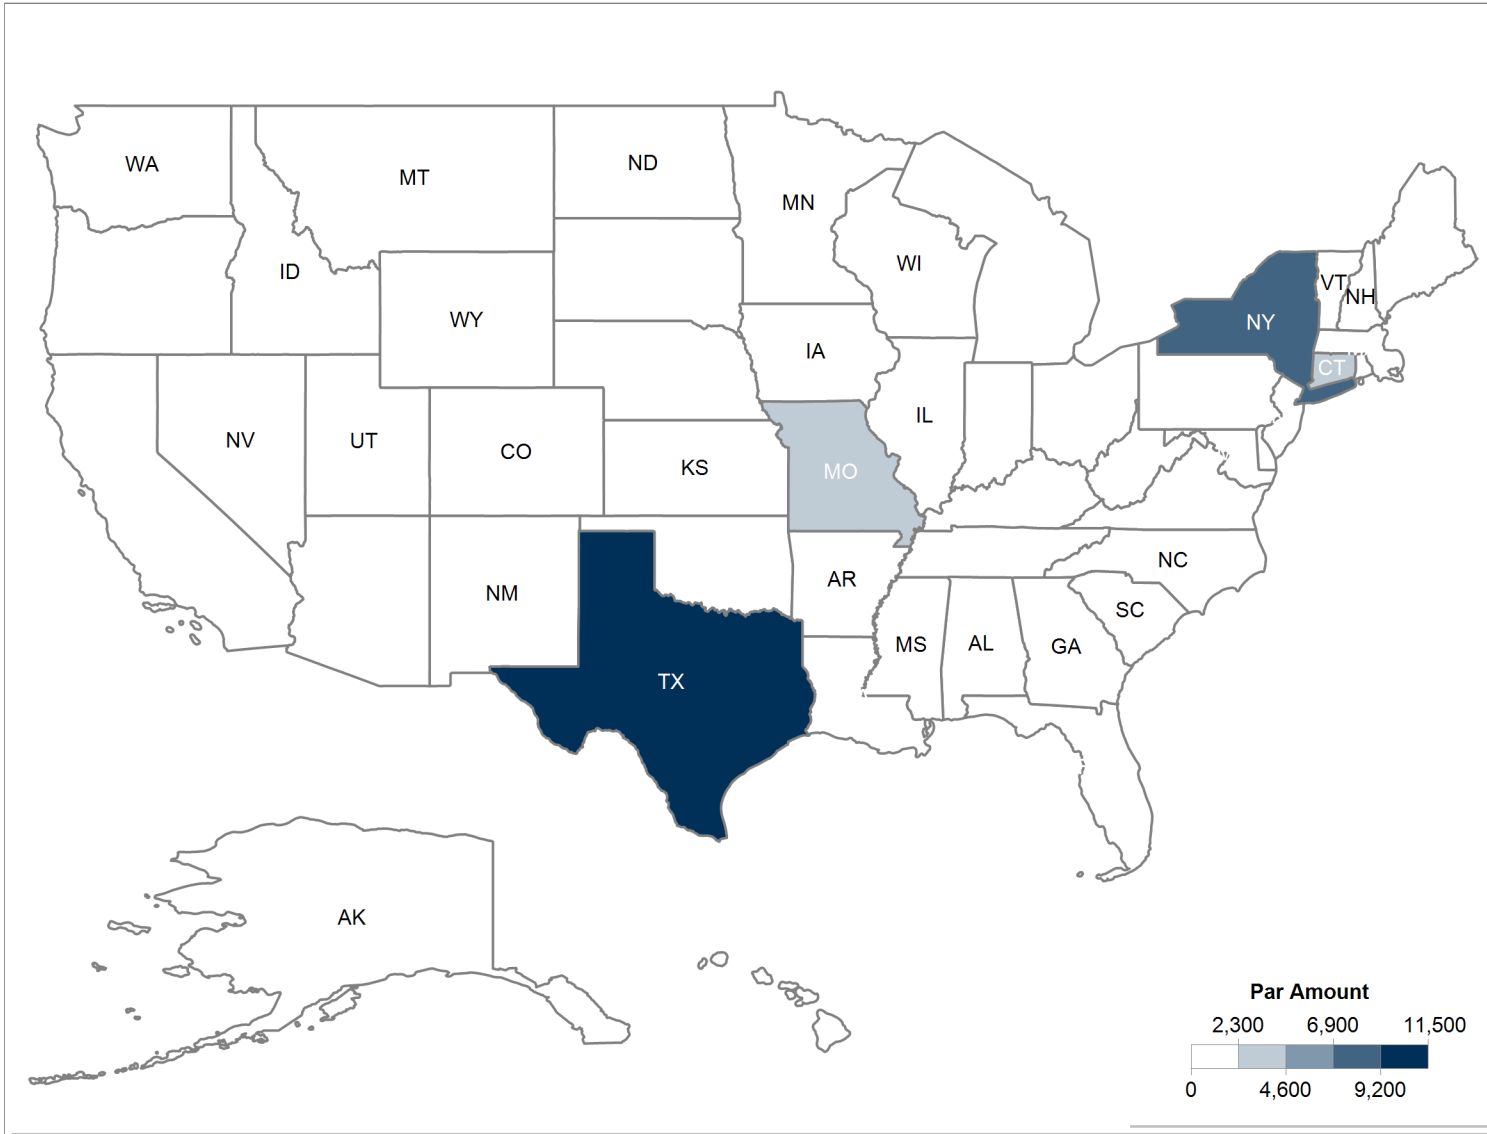 WA
MT
ND
MN
ID
WI
VT
NH
WY
NY
IA
CT
NV
UT
CO
KS
MO
IL
NM
AR
NC
SC
MS
AL
GA
TX
AK
Par Amount
2,300 6,900 11,500
0 4,600 9,200